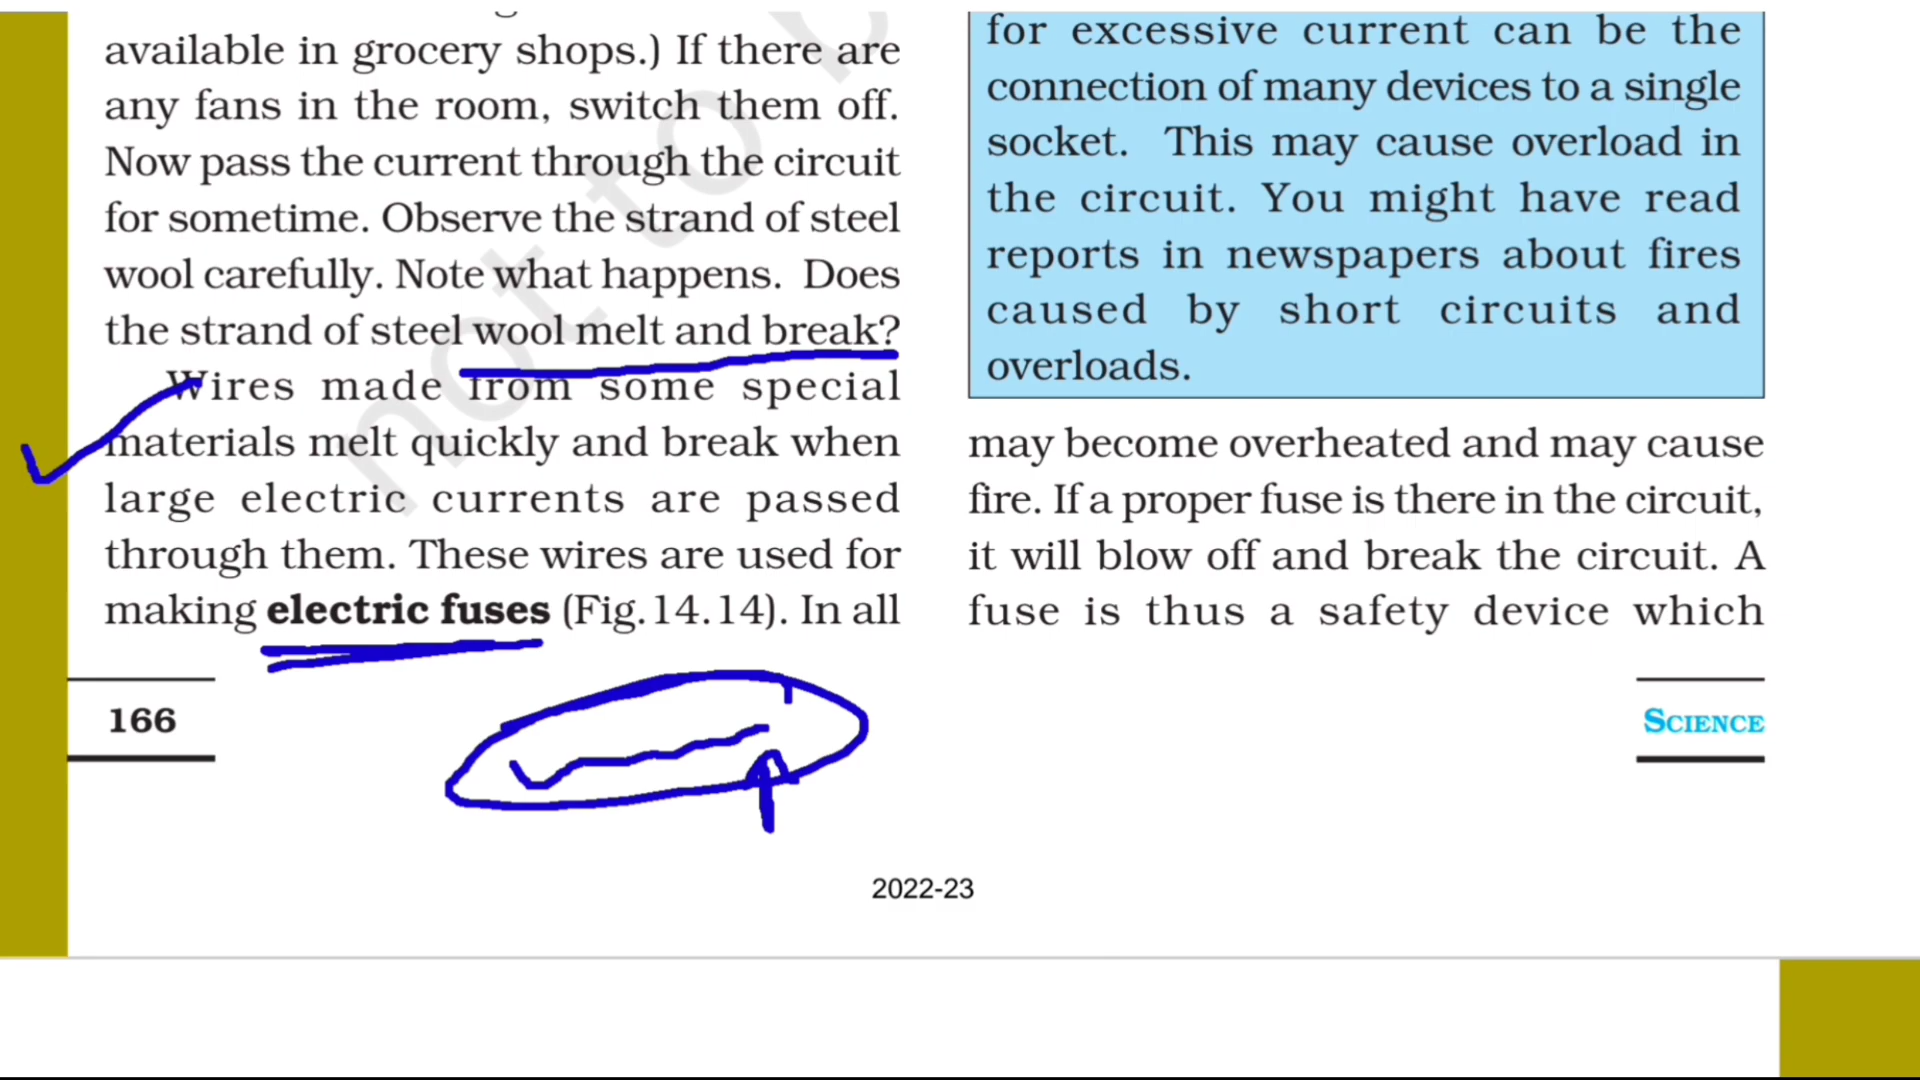 available in grocery shops.) If there are
any fans in the room, switch them off.
Now pass the current through the circuit
for sometime. Observe the strand of steel
wool carefully. Note what happens. Does
the strand of steel wool melt and break?
Wires made from some special
materials melt quickly and break when
large electric currents are passed
through them. These wires are used for
making electric fuses (Fig.14.14). In all
for excessive current can be the
connection of many devices to a single
socket. This may cause overload in
the circuit. You might have read
reports in newspapers about fires
caused by short circuits and
overloads.
may become overheated and may cause
fire. If a proper fuse is there in the circuit,
it will blow off and break the circuit. A
fuse is thus a safety device which
166
SCIENCE
2022-23
not to b